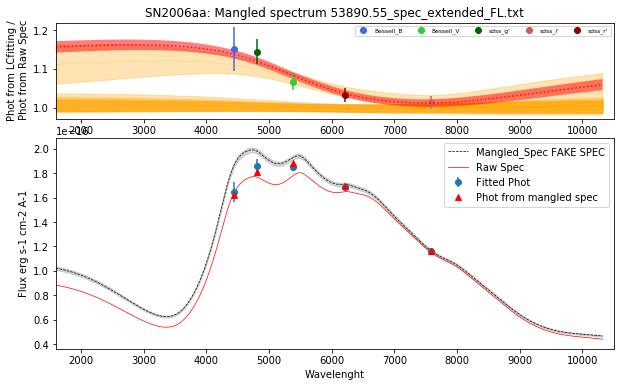 SN2006aa: Mangled spectrum 53890.55_spec_extended_FL.txt
Phot from LCfitting /
Phot from Raw Spec
1.2
1.1
1.0
Bessell_B
Bessell_V
sdss_g'
sdss_i'
sdss_r'
2000 3000 4000 5000 6000 7000 8000 9000 10000
Flux erg s-1 cm-2 A-1
2.0
1.8
1.6
1.4
1.2
1.0
0.8
0.6
0.4
Mangled_Spec FAKE SPEC
Raw Spec
Fitted Phot
Phot from mangled spec
2000 3000 4000 5000 6000 7000 8000 9000 10000
Wavelenght